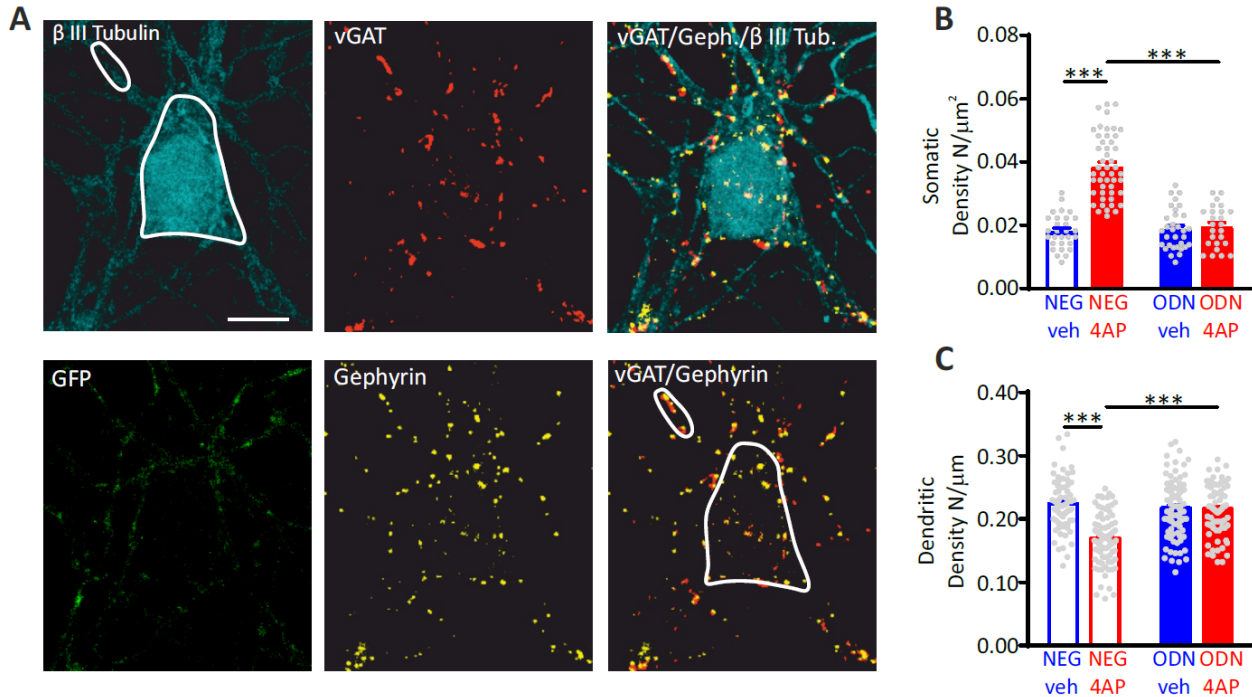 A
β III Tubulin
vGAT
vGAT/Geph./β III Tub.
GFP
Gephyrin
vGAT/Gephyrin
B
Somatic
Density N/μm²
0.08
0.06
0.04
0.02
0.00
***
***
NEG NEG ODN ODN
veh 4AP veh 4AP
C
Dendritic
Density N/μm
0.40
0.30
0.20
0.10
0.00
***
***
NEG NEG ODN ODN
veh 4AP veh 4AP